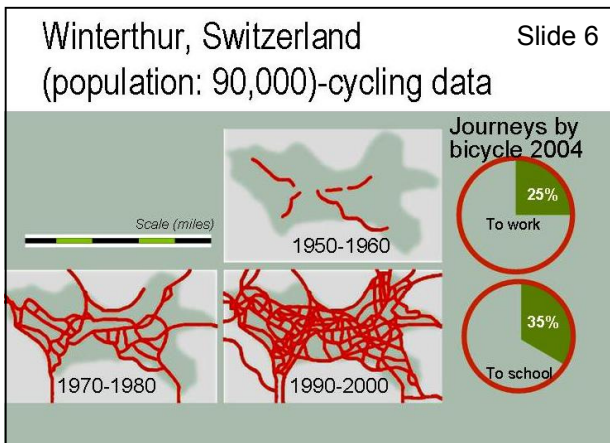 Winterthur, Switzerland
Slide 6
(population: 90,000)-cycling data
Journeys by
bicycle 2004
25%
To work
Scale (miles)
1950-1960
35%
To school
1970-1980
1990-2000